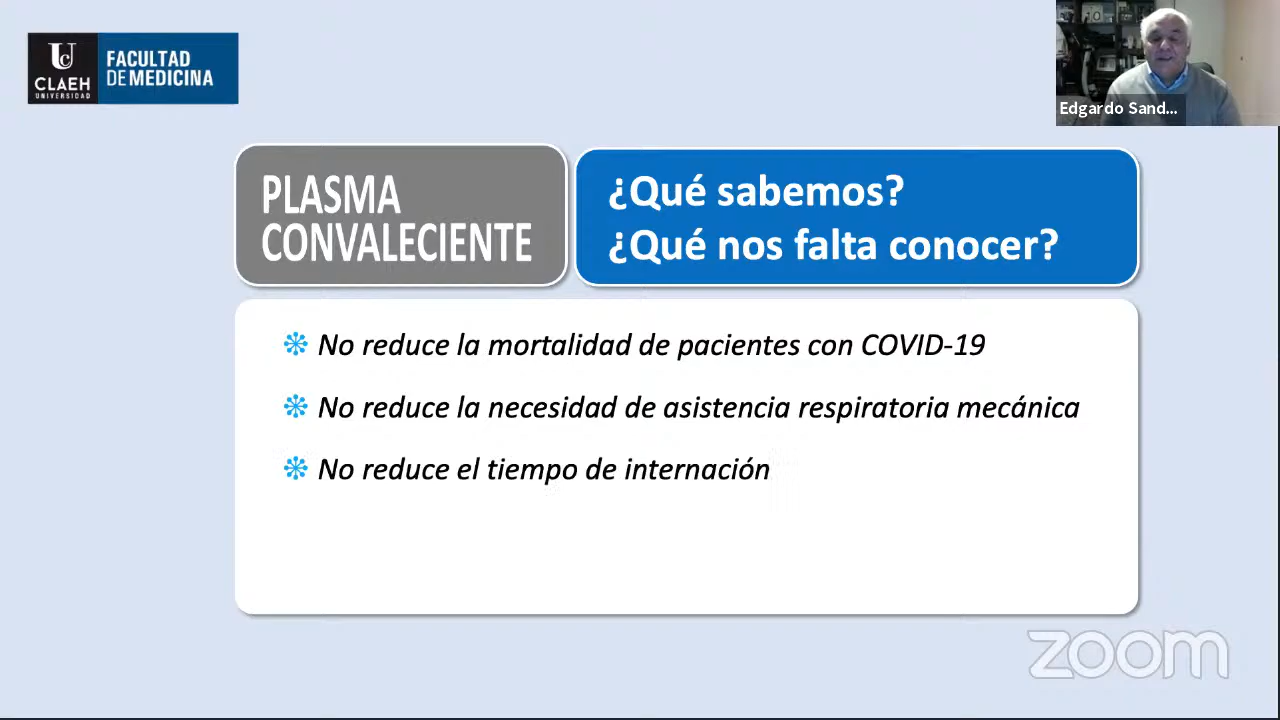 UC
CLAEH
UNIVERSIDAD
FACULTAD
DE MEDICINA
Edgardo Sand...
PLASMA
CONVALECIENTE
¿Qué sabemos?
¿Qué nos falta conocer?
No reduce la mortalidad de pacientes con COVID-19
No reduce la necesidad de asistencia respiratoria mecánica
No reduce el tiempo de internación
zoom